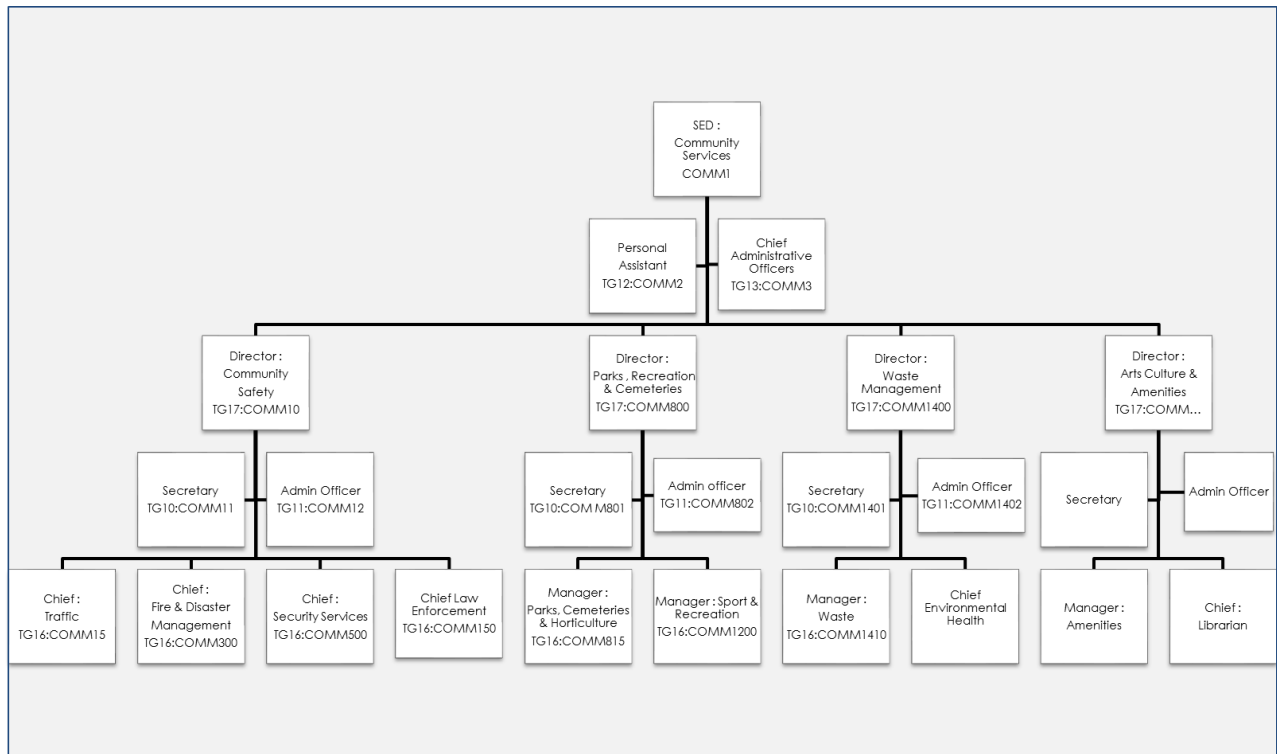 SED :
Community
Services
COMM1
Personal
Assistant
TG12:COMM2
Chief
Administrative
Officers
TG13:COMM3
Director :
Community
Safety
TG17:COMM10
Director :
Parks , Recreation
& Cemeteries
TG17:COMM800
Director :
Waste
Management
TG17:COMM1400
Director :
Arts Culture &
Amenities
TG17:COMM…
Secretary
TG10:COMM11
Admin Officer
TG11:COMM12
Secretary
TG10:COM M801
Admin officer
TG11:COMM802
Secretary
TG10:COMM1401
Admin Officer
TG11:COMM1402
Secretary
Admin Officer
Chief :
Traffic
TG16:COMM15
Chief :
Fire & Disaster
Management
TG16:COMM300
Chief :
Security Services
TG16:COMM500
Chief Law
Enforcement
TG16:COMM150
Manager :
Parks, Cemeteries
& Horticulture
TG16:COMM815
Manager : Sport &
Recreation
TG16:COMM1200
Manager :
Waste
TG16:COMM1410
Chief
Environmental
Health
Manager :
Amenities
Chief :
Librarian